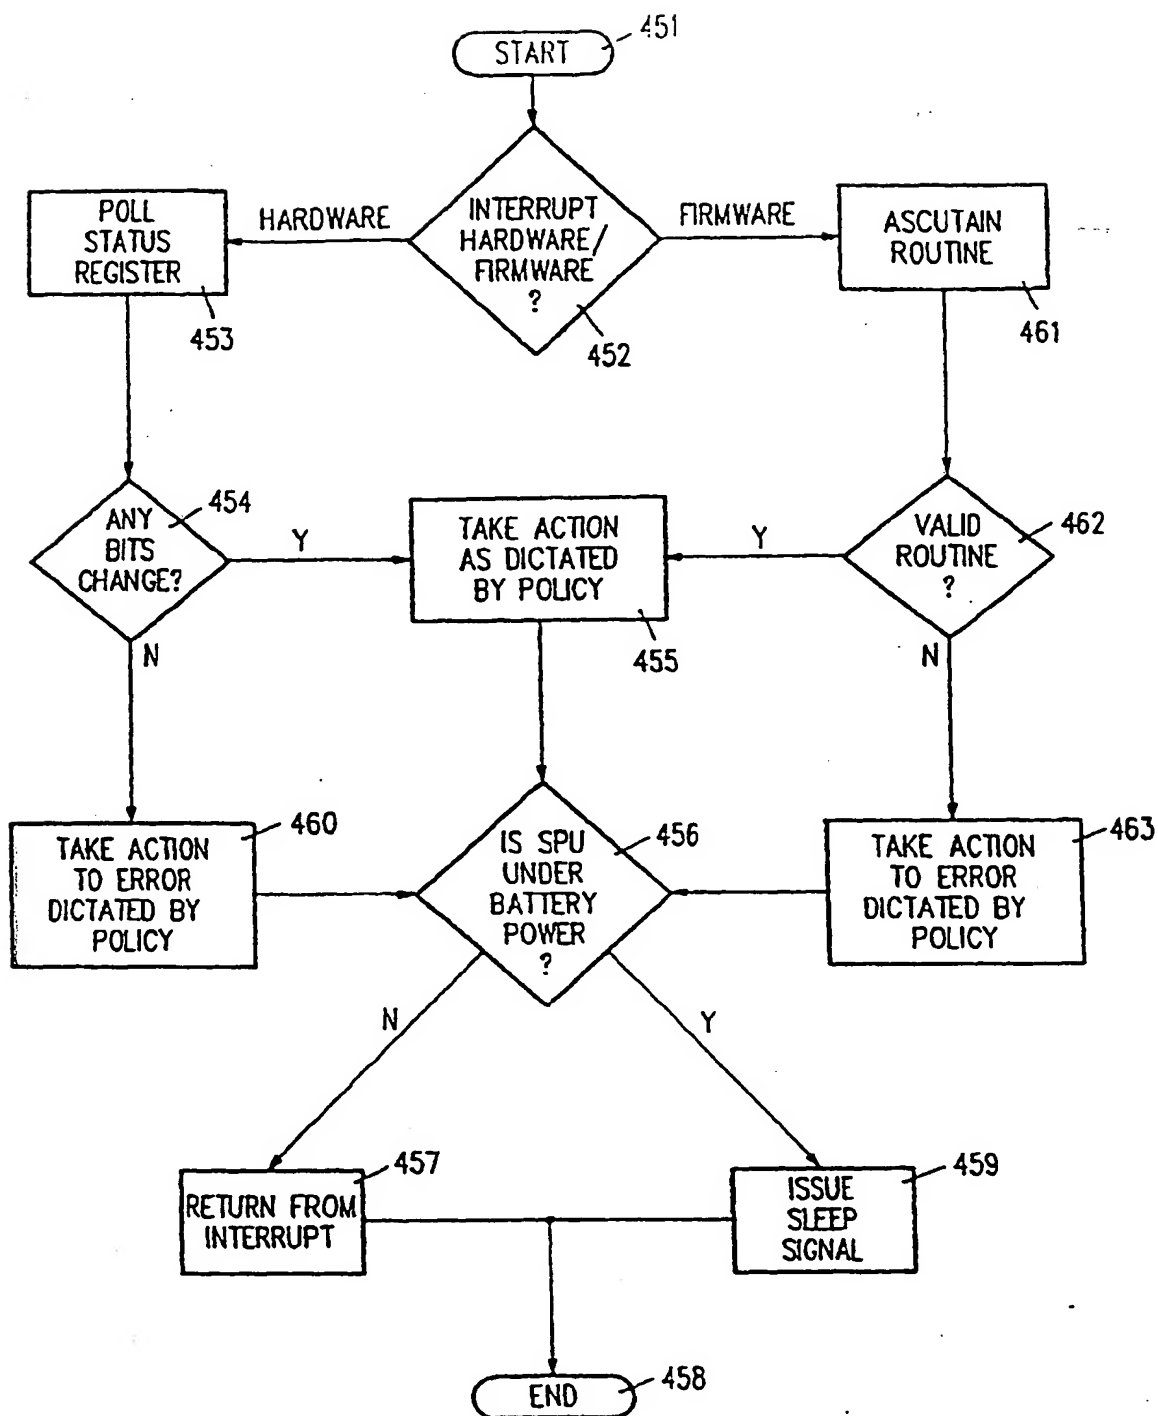 451
START
INTERRUPT
HARDWARE/
FIRMWARE
?
452
HARDWARE
FIRMWARE
POLL
STATUS
REGISTER
453
ASCUTAIN
ROUTINE
461
ANY
BITS
CHANGE?
454
Y
N
TAKE ACTION
AS DICTATED
BY POLICY
455
VALID
ROUTINE
?
462
Y
N
TAKE ACTION
TO ERROR
DICTATED BY
POLICY
460
IS SPU
UNDER
BATTERY
POWER
?
456
TAKE ACTION
TO ERROR
DICTATED BY
POLICY
463
N
Y
RETURN FROM
INTERRUPT
457
ISSUE
SLEEP
SIGNAL
459
END
458